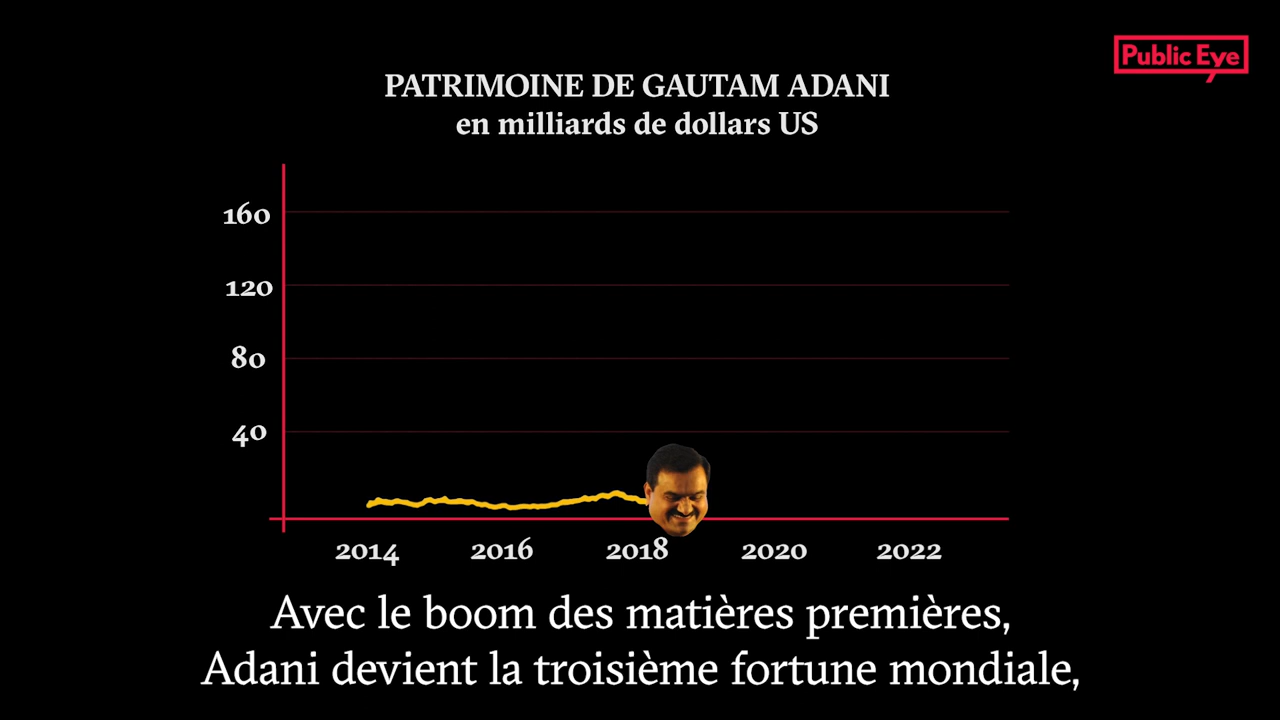 Public Eye
PATRIMOINE DE GAUTAM ADANI
en milliards de dollars US
160
120
80
40
2014 2016 2018 2020 2022
Avec le boom des matières premières,
Adani devient la troisième fortune mondiale,